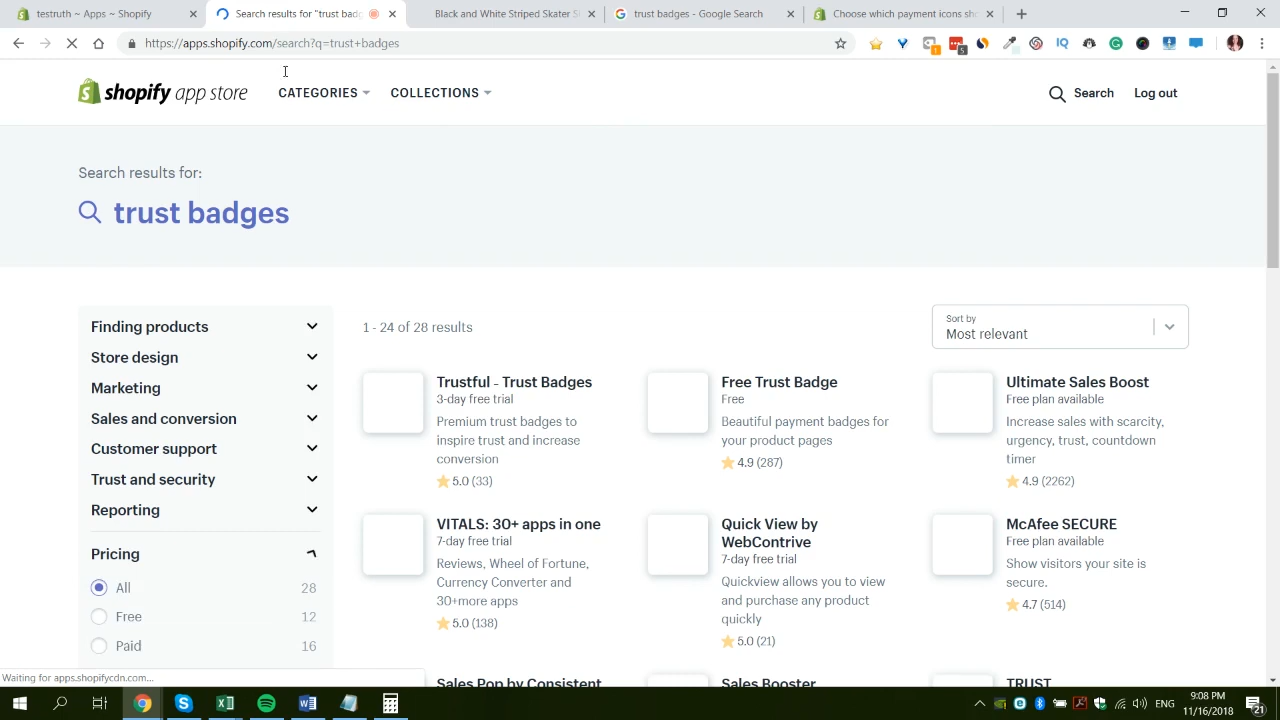 testruth ~ Apps ~ Shopify
Search results for "trust badg
Black and White Striped Skater S
trust badges - Google Search
Choose which payment icons sho
https://apps.shopify.com/search?q=trust+badges
shopify app store
CATEGORIES
COLLECTIONS
Search
Log out
Search results for:
trust badges
Finding products
Store design
Marketing
Sales and conversion
Customer support
Trust and security
Reporting
Pricing
All 28
Free 12
Paid 16
1 - 24 of 28 results
Sort by
Most relevant
Trustful - Trust Badges
3-day free trial
Premium trust badges to
inspire trust and increase
conversion
5.0 (33)
Free Trust Badge
Free
Beautiful payment badges for
your product pages
4.9 (287)
Ultimate Sales Boost
Free plan available
Increase sales with scarcity,
urgency, trust, countdown
timer
4.9 (2262)
VITALS: 30+ apps in one
7-day free trial
Reviews, Wheel of Fortune,
Currency Converter and
30+more apps
5.0 (138)
Quick View by
WebContrive
7-day free trial
Quickview allows you to view
and purchase any product
quickly
5.0 (21)
McAfee SECURE
Free plan available
Show visitors your site is
secure.
4.7 (514)
Sales Pop by Consistent
Sales Booster
TRUST
Waiting for apps.shopifycdn.com...
ENG
9:08 PM
11/16/2018
21